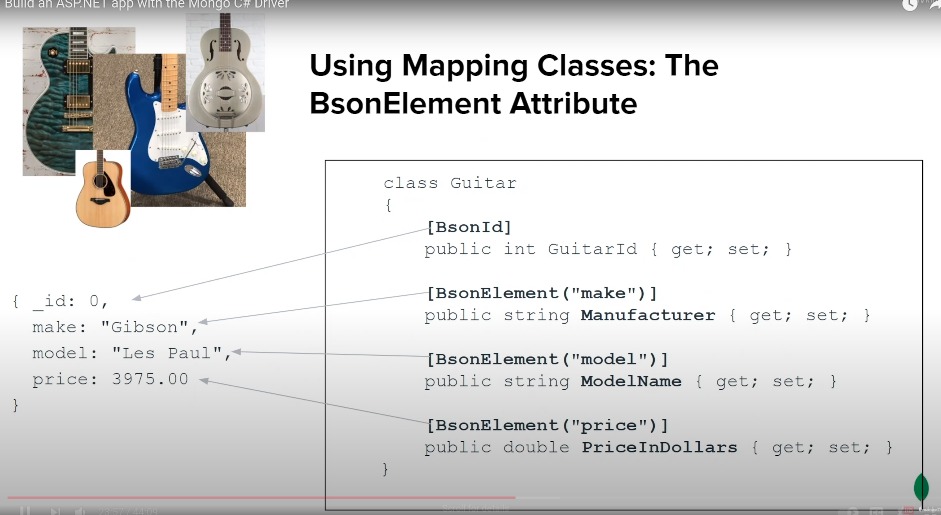 Build an ASP.NET app with the Mongo C# Driver
Using Mapping Classes: The
BsonElement Attribute
class Guitar
{
[BsonId]
public int GuitarId { get; set; }
[BsonElement("make")]
public string Manufacturer { get; set; }
[BsonElement("model")]
public string ModelName { get; set; }
[BsonElement("price")]
public double PriceInDollars { get; set; }
}
{ _id: 0,
make: "Gibson",
model: "Les Paul",
price: 3975.00
}